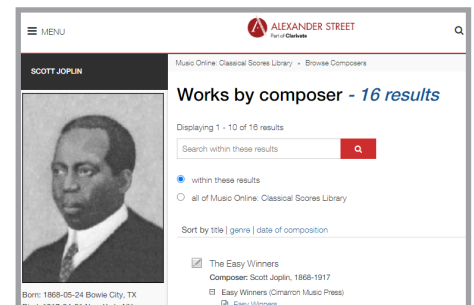 MENU
ALEXANDER STREET
Part of Clarivate
SCOTT JOPLIN
Music Online: Classical Scores Library
Browse Composers
Works by composer - 16 results
Displaying 1 - 10 of 16 results
Search within these results
within these results
all of Music Online: Classical Scores Library
Sort by title | genre | date of composition
The Easy Winners
Composer: Scott Joplin, 1868-1917
Easy Winners (Cimarron Music Press)
Easy Winners
Born: 1868-05-24 Bowie City, TX